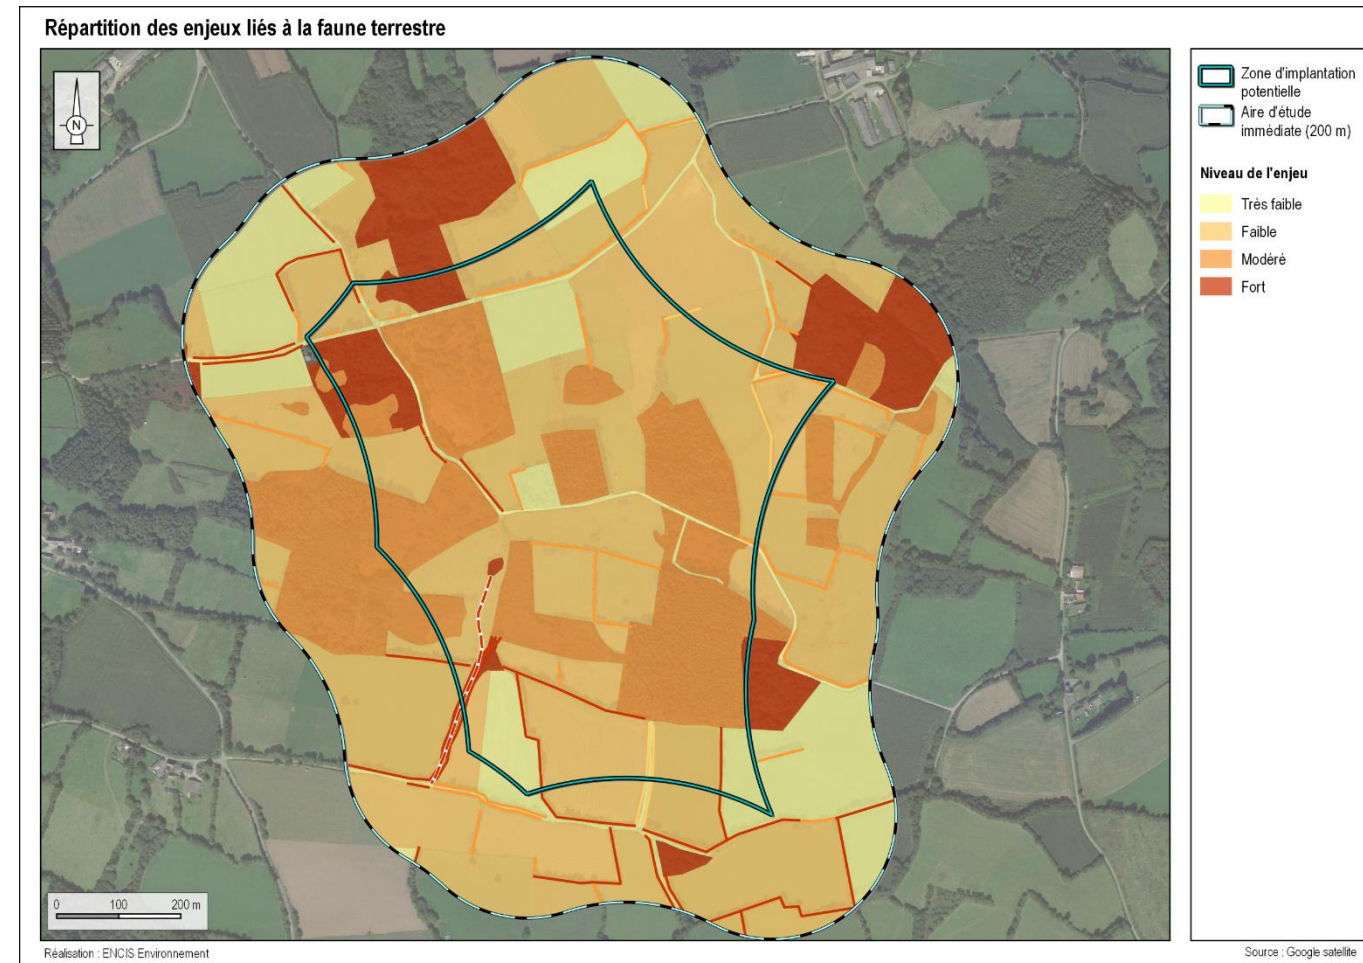 Répartition des enjeux liés à la faune terrestre
N
Zone d'implantation
potentielle
Aire d'étude
immédiate (200 m)
Niveau de l'enjeu
Très faible
Faible
Modéré
Fort
0 100 200 m
Réalisation : ENCIS Environnement
Source : Google satellite